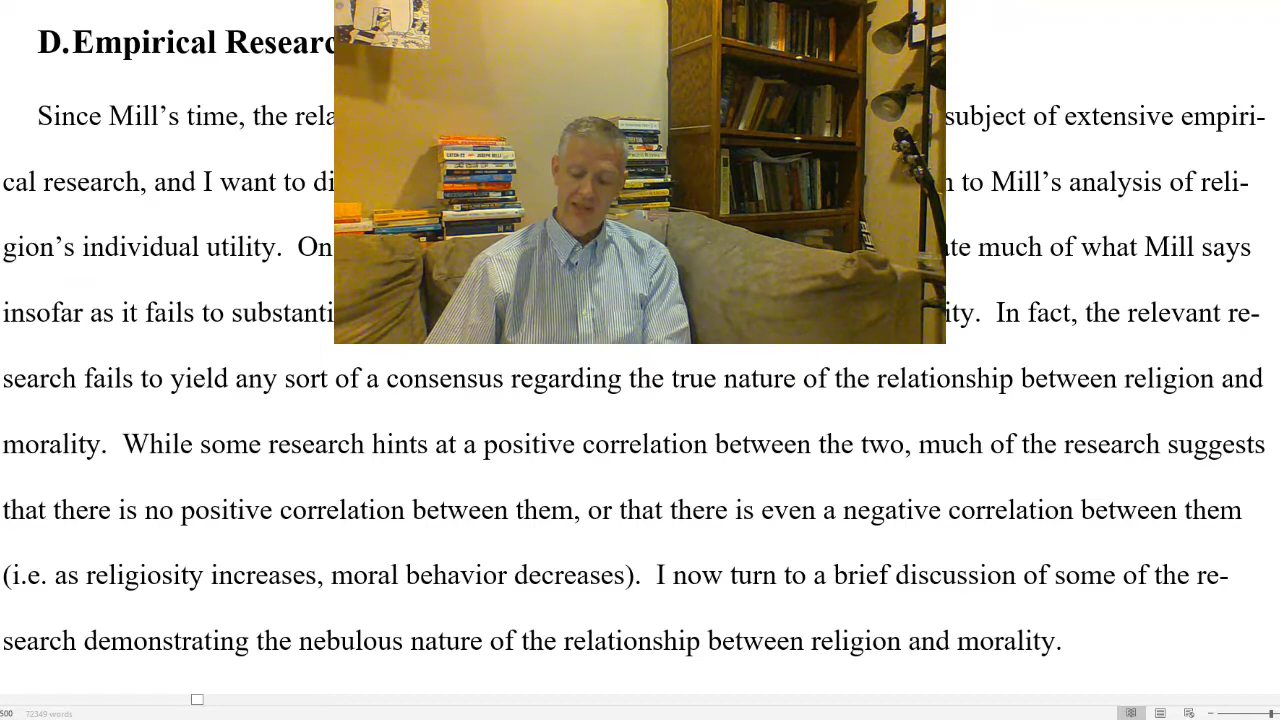 D. Empirical Researc
Since Mill’s time, the rela subject of extensive empiri-
cal research, and I want to di n to Mill’s analysis of reli-
gion’s individual utility. On ate much of what Mill says
insofar as it fails to substanti ity. In fact, the relevant re-
search fails to yield any sort of a consensus regarding the true nature of the relationship between religion and
morality. While some research hints at a positive correlation between the two, much of the research suggests
that there is no positive correlation between them, or that there is even a negative correlation between them
(i.e. as religiosity increases, moral behavior decreases). I now turn to a brief discussion of some of the re-
search demonstrating the nebulous nature of the relationship between religion and morality.
500 72349 words